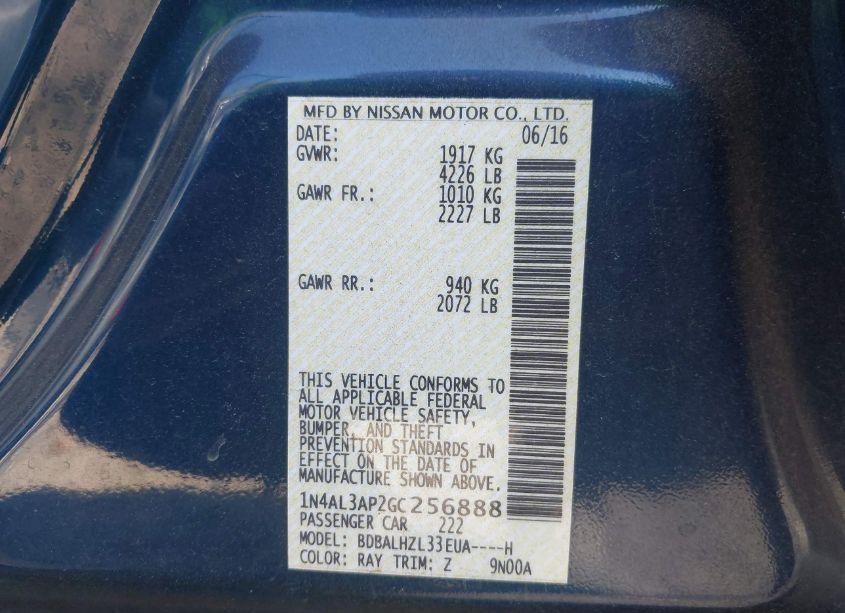 MFD BY NISSAN MOTOR CO., LTD.
DATE: 06/16
GVWR: 1917 KG
4226 LB
GAWR FR.: 1010 KG
2227 LB
GAWR RR.: 940 KG
2072 LB
THIS VEHICLE CONFORMS TO
ALL APPLICABLE FEDERAL
MOTOR VEHICLE SAFETY,
BUMPER, AND THEFT
PREVENTION STANDARDS IN
EFFECT ON THE DATE OF
MANUFACTURE SHOWN ABOVE.
1N4AL3AP2GC256888
PASSENGER CAR 222
MODEL: BDBALHZL33EUA----H
COLOR: RAY TRIM: Z 9N00A